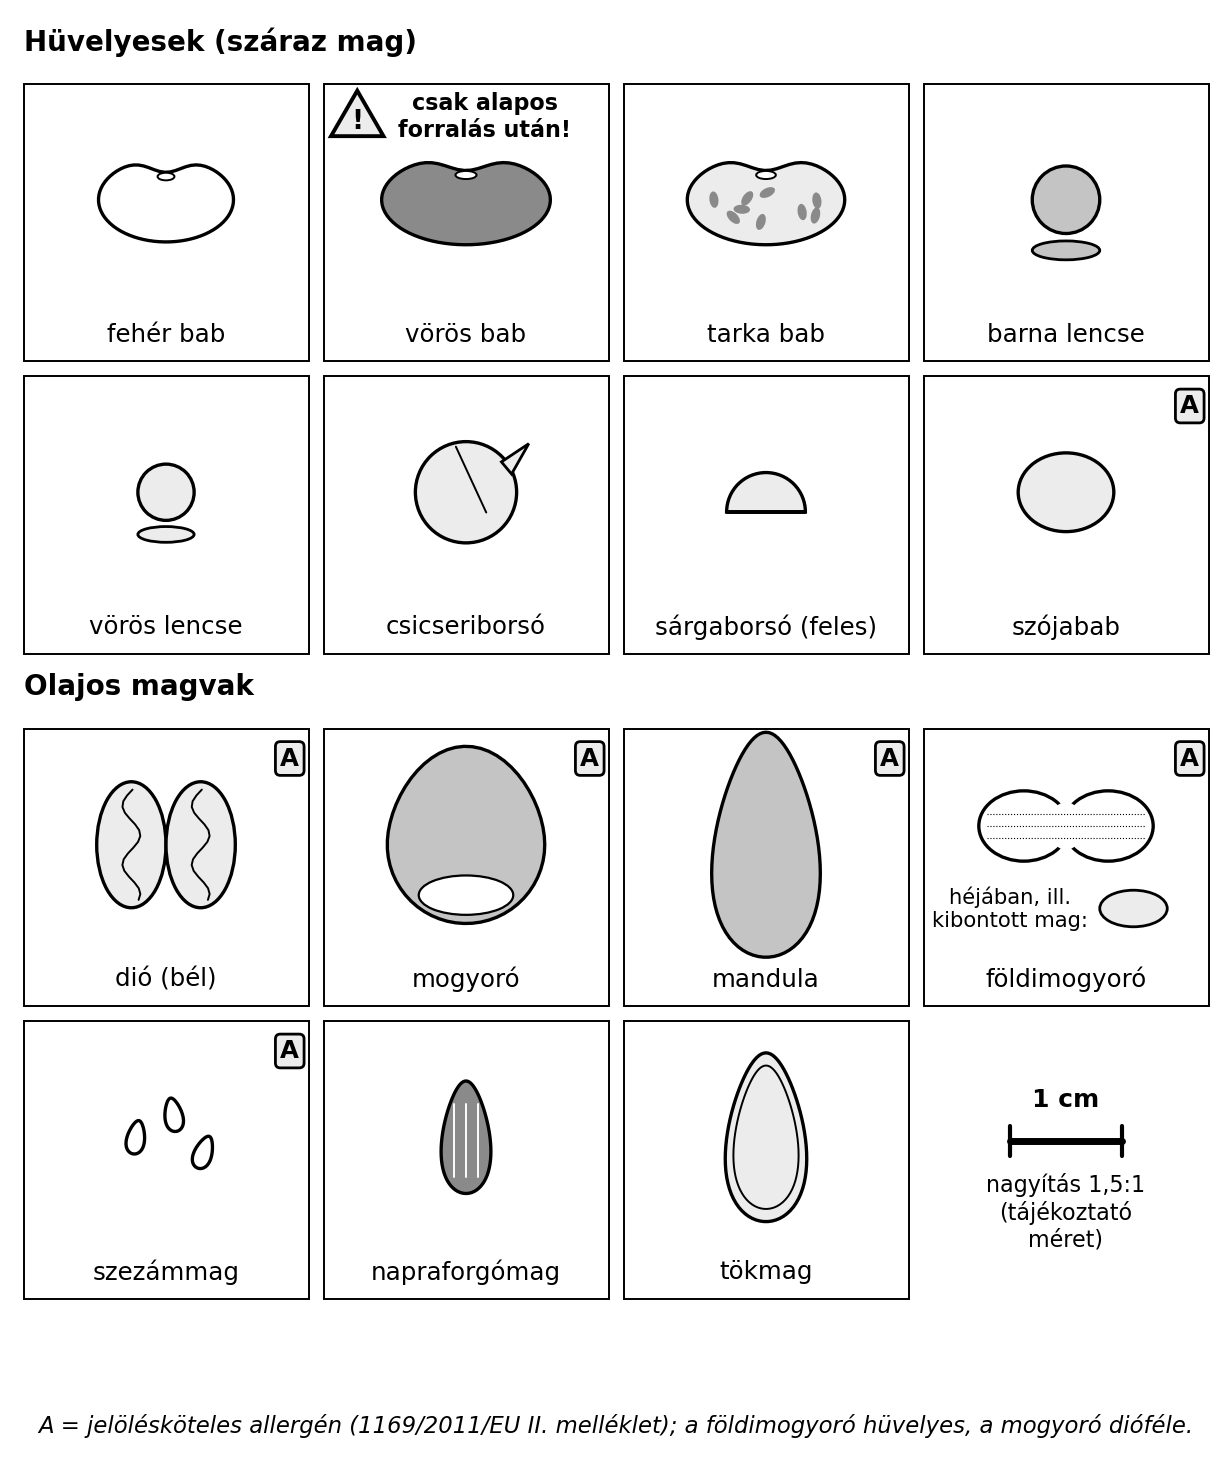 Hüvelyesek (száraz mag)
!
csak alapos
forralás után!
fehér bab
vörös bab
tarka bab
barna lencse
A
vörös lencse
csicseriborsó
sárgaborsó (feles)
szójabab
Olajos magvak
A
A
A
A
héjában, ill.
kibontott mag:
dió (bél)
mogyoró
mandula
földimogyoró
A
1 cm
nagyítás 1,5:1
(tájékoztató
méret)
szezámmag
napraforgómag
tökmag
A = jelölésköteles allergén (1169/2011/EU II. melléklet); a földimogyoró hüvelyes, a mogyoró dióféle.